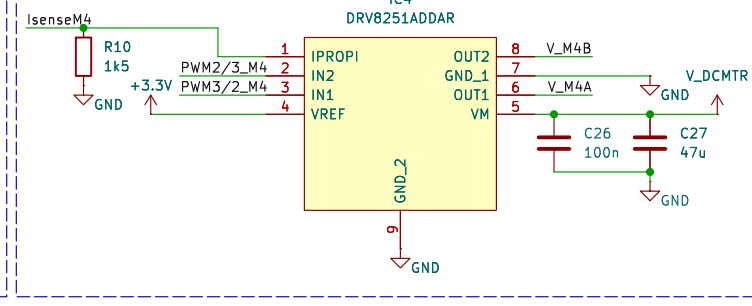 IC4
DRV8251ADDAR
IsenseM4
R10
1k5
GND
+3.3V
PWM2/3_M4
PWM3/2_M4
1
2
3
4
IPROPI
IN2
IN1
VREF
OUT2
GND_1
OUT1
VM
GND_2
8
7
6
5
9
V_M4B
V_M4A
GND
V_DCMTR
C26
100n
C27
47u
GND
GND